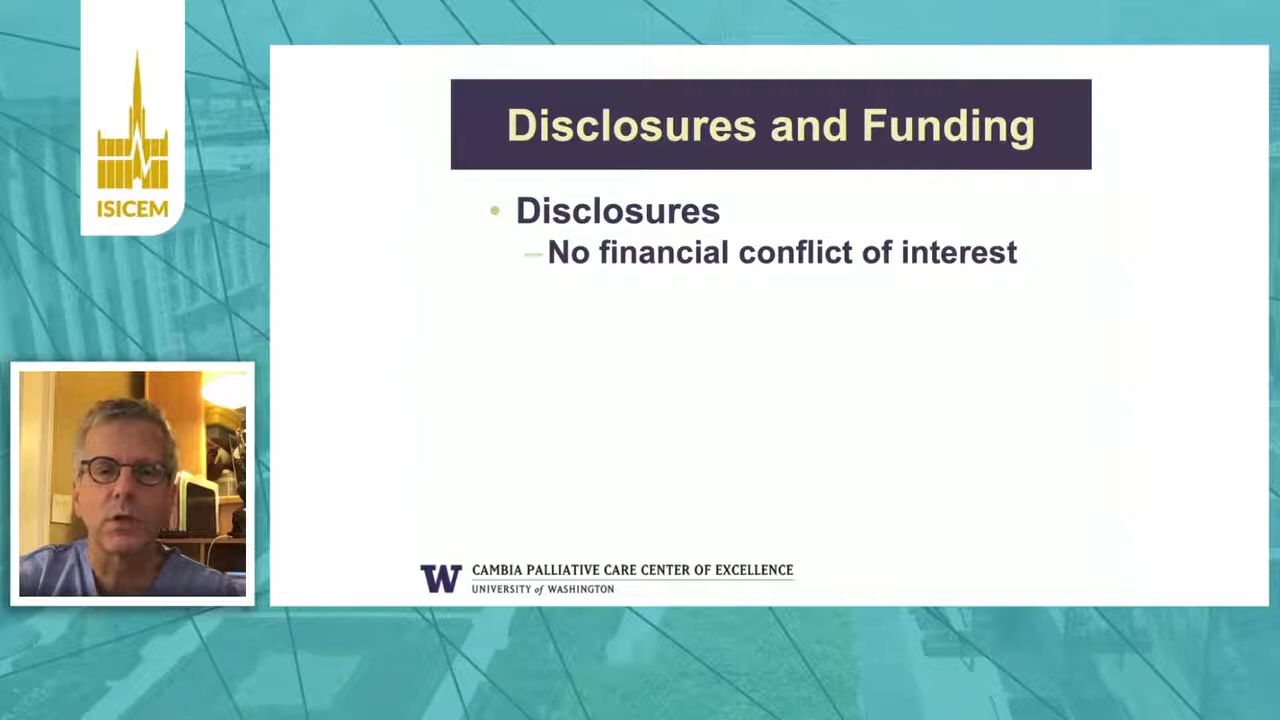 ISICEM
Disclosures and Funding
• Disclosures
– No financial conflict of interest
W
CAMBIA PALLIATIVE CARE CENTER OF EXCELLENCE
UNIVERSITY of WASHINGTON